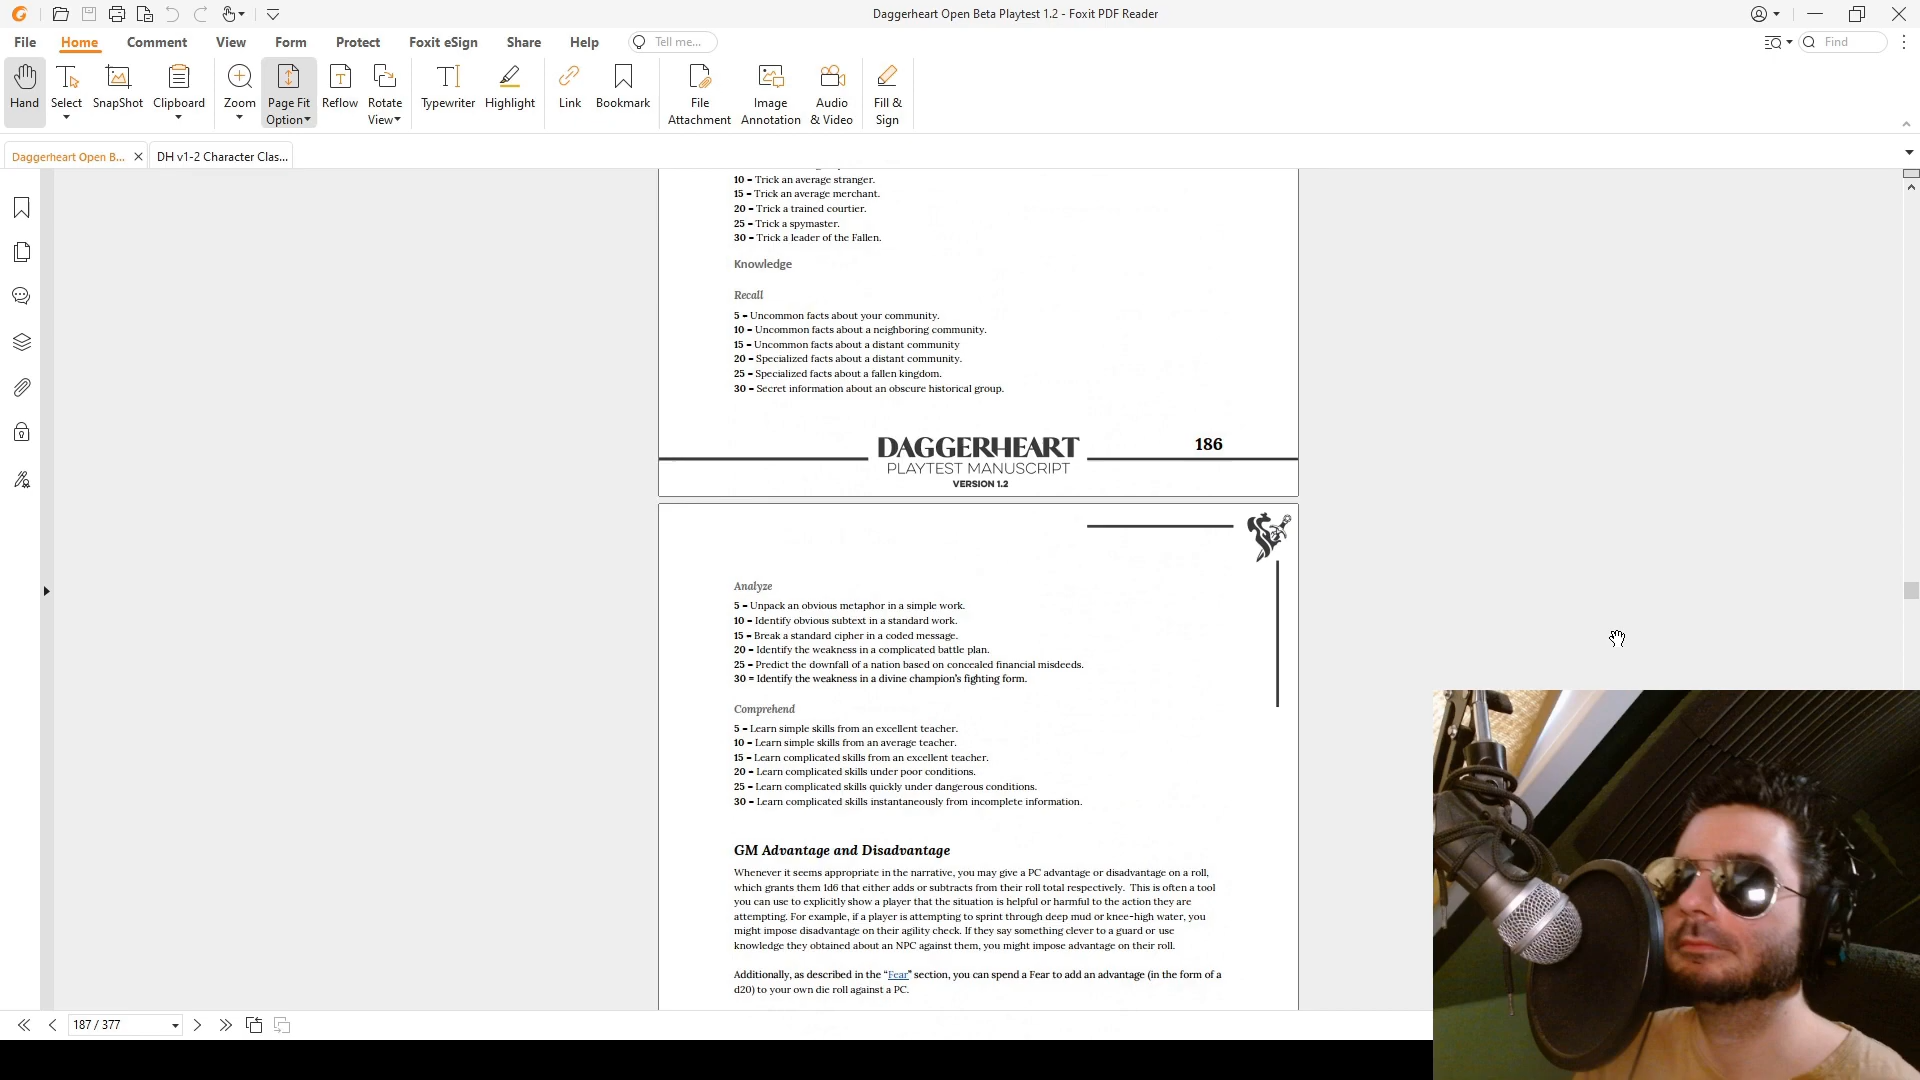 Daggerheart Open Beta Playtest 1.2 - Foxit PDF Reader
File Home Comment View Form Protect Foxit eSign Share Help Tell me... Find
Hand Select SnapShot Clipboard Zoom Page Fit Option Reflow Rotate View Typewriter Highlight Link Bookmark File Attachment Image Annotation Audio & Video Fill & Sign
Daggerheart Open B... DH v1-2 Character Clas...
10 - Trick an average stranger.
15 - Trick an average merchant.
20 - Trick a trained courtier.
25 - Trick a spymaster.
30 - Trick a leader of the Fallen.
Knowledge
Recall
5 - Uncommon facts about your community.
10 - Uncommon facts about a neighboring community.
15 - Uncommon facts about a distant community
20 - Specialized facts about a distant community.
25 - Specialized facts about a fallen kingdom.
30 - Secret information about an obscure historical group.
DAGGERHEART
186
PLAYTEST MANUSCRIPT
VERSION 1.2
Analyze
5 - Unpack an obvious metaphor in a simple work.
10 - Identify obvious subtext in a standard work.
15 - Break a standard cipher in a coded message.
20 - Identify the weakness in a complicated battle plan.
25 - Predict the downfall of a nation based on concealed financial misdeeds.
30 = Identify the weakness in a divine champion's fighting form.
Comprehend
5 - Learn simple skills from an excellent teacher.
10 - Learn simple skills from an average teacher.
15 - Learn complicated skills from an excellent teacher.
20 - Learn complicated skills under poor conditions.
25 - Learn complicated skills quickly under dangerous conditions.
30 - Learn complicated skills instantaneously from incomplete information.
GM Advantage and Disadvantage
Whenever it seems appropriate in the narrative, you may give a PC advantage or disadvantage on a roll,
which grants them 1d6 that either adds or subtracts from their roll total respectively. This is often a tool
you can use to explicitly show a player that the situation is helpful or harmful to the action they are
attempting. For example, if a player is attempting to sprint through deep mud or knee-high water, you
might impose disadvantage on their agility check. If they say something clever to a guard or use
knowledge they obtained about an NPC against them, you might impose advantage on their roll.
Additionally, as described in the "Fear" section, you can spend a Fear to add an advantage (in the form of a
d20) to your own die roll against a PC.
187 / 377